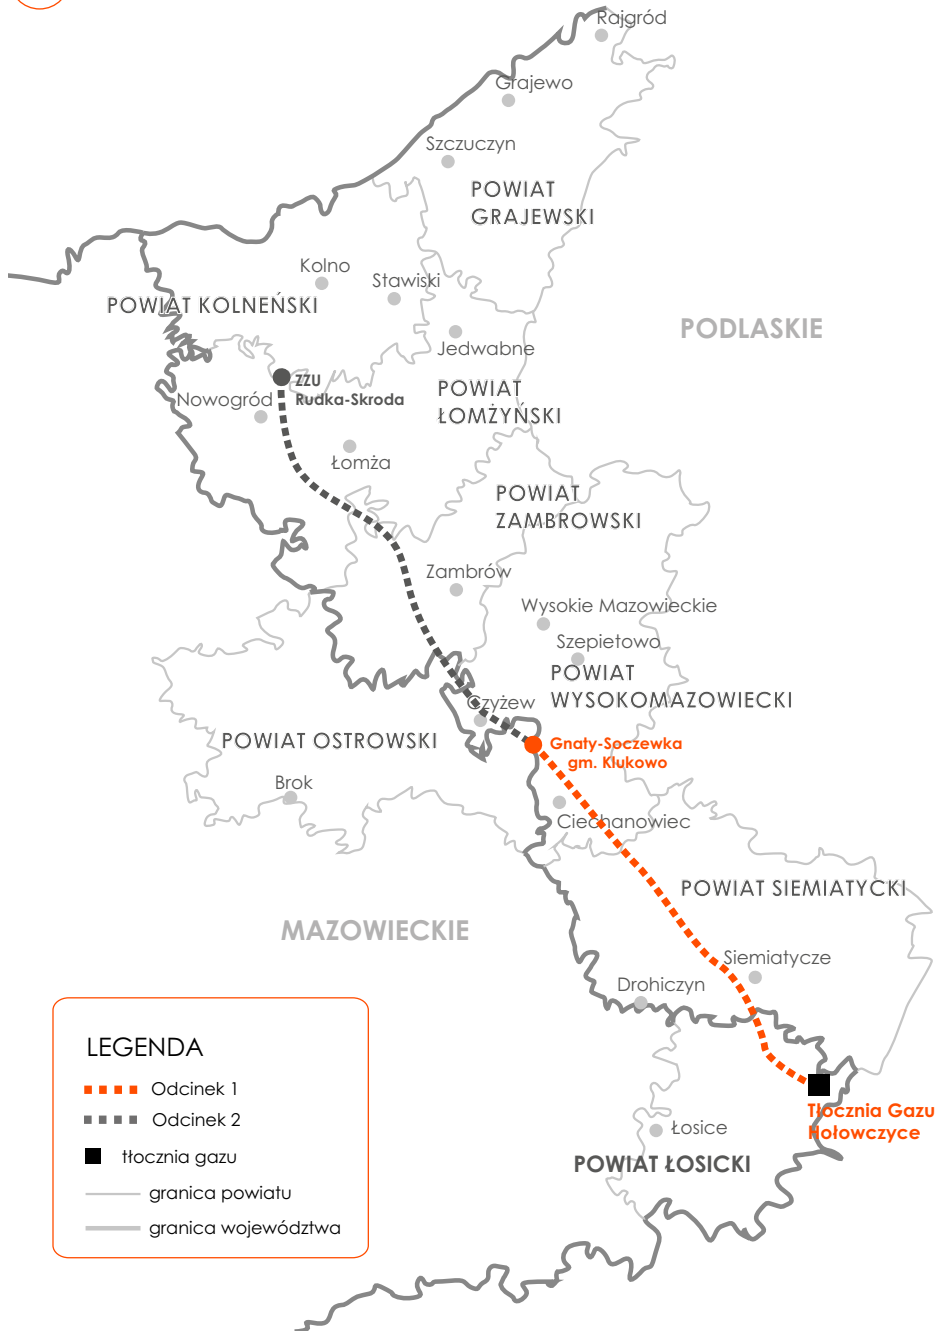 Rajgród
Grajewo
Szczuczyn
POWIAT
GRAJEWSKI
Kolno
Stawiski
POWIAT KOLNEŃSKI
PODLASKIE
Jedwabne
ZZU
Rudka-Skroda
POWIAT
ŁOMŻYŃSKI
Nowogród
Łomża
POWIAT
ZAMBROWSKI
Zambrów
Wysokie Mazowieckie
Szepietowo
POWIAT
WYSOKOMAZOWIECKI
Czyżew
POWIAT OSTROWSKI
Gnaty-Soczewka
gm. Klukowo
Brok
Ciechanowiec
POWIAT SIEMIATYCKI
MAZOWIECKIE
Siemiatycze
Drohiczyn
LEGENDA
Odcinek 1
Odcinek 2
tłocznia gazu
granica powiatu
granica województwa
Tłocznia Gazu
Hołowczyce
Łosice
POWIAT ŁOSICKI